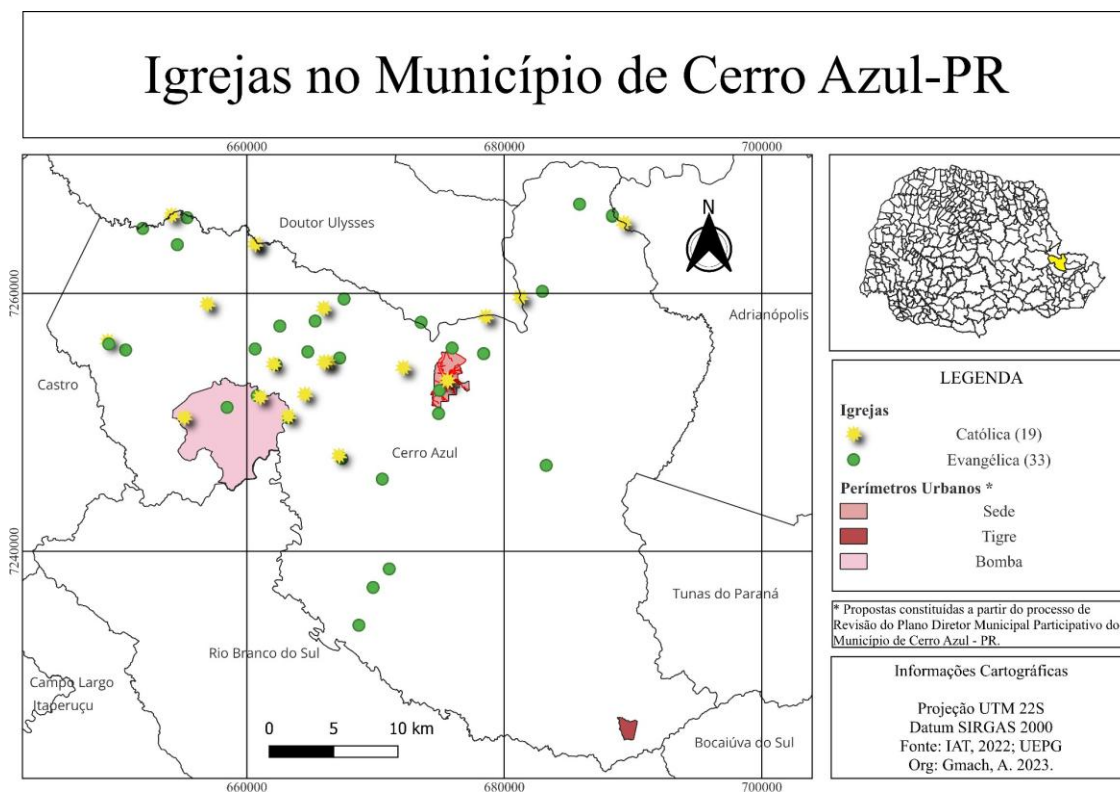 Igrejas no Município de Cerro Azul-PR
660000
680000
700000
Doutor Ulysses
N
7260000
Adrianópolis
Castro
Cerro Azul
7240000
Tunas do Paraná
Rio Branco do Sul
Campo Largo
Itaperuçu
0 5 10 km
Bocaiúva do Sul
660000
680000
700000
LEGENDA
Igrejas
Católica (19)
Evangélica (33)
Perímetros Urbanos *
Sede
Tigre
Bomba
* Propostas constituídas a partir do processo de
Revisão do Plano Diretor Municipal Participativo do
Município de Cerro Azul - PR.
Informações Cartográficas
Projeção UTM 22S
Datum SIRGAS 2000
Fonte: IAT, 2022; UEPG
Org: Gmach, A. 2023.